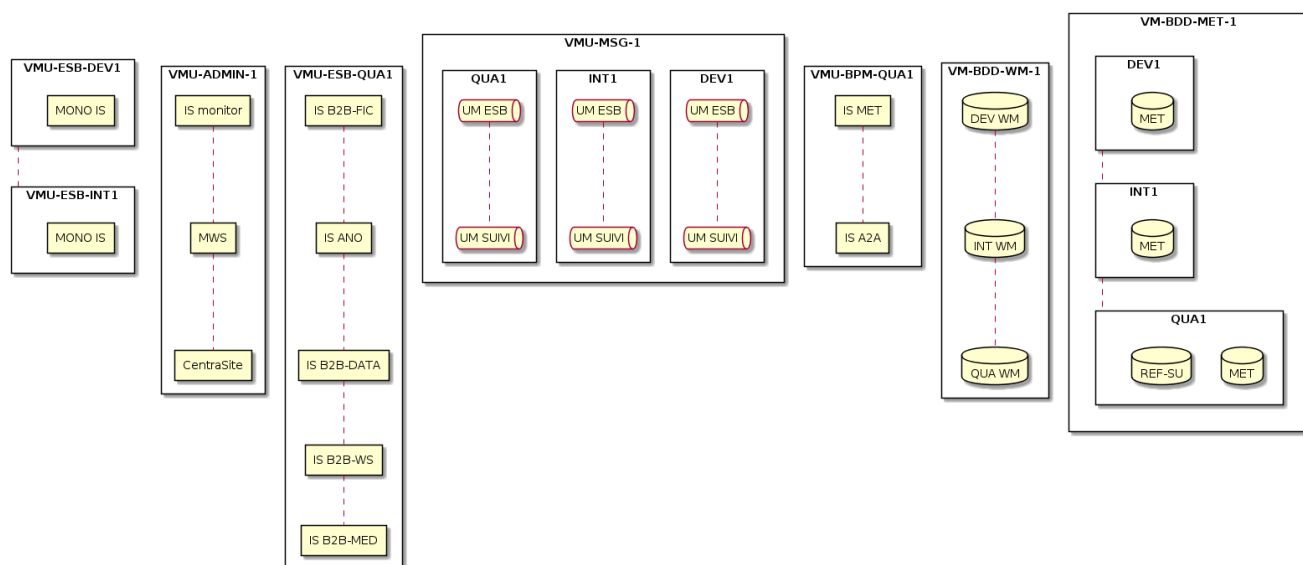 VMU-ESB-DEV1
MONO IS
VMU-ESB-INT1
MONO IS
VMU-ADMIN-1
IS monitor
MWS
CentraSite
VMU-ESB-QUA1
IS B2B-FIC
IS ANO
IS B2B-DATA
IS B2B-WS
IS B2B-MED
VMU-MSG-1
QUA1
UM ESB
UM SUIVI
INT1
UM ESB
UM SUIVI
DEV1
UM ESB
UM SUIVI
VMU-BPM-QUA1
IS MET
IS A2A
VM-BDD-WM-1
DEV WM
INT WM
QUA WM
VM-BDD-MET-1
DEV1
MET
INT1
MET
QUA1
REF-SU
MET